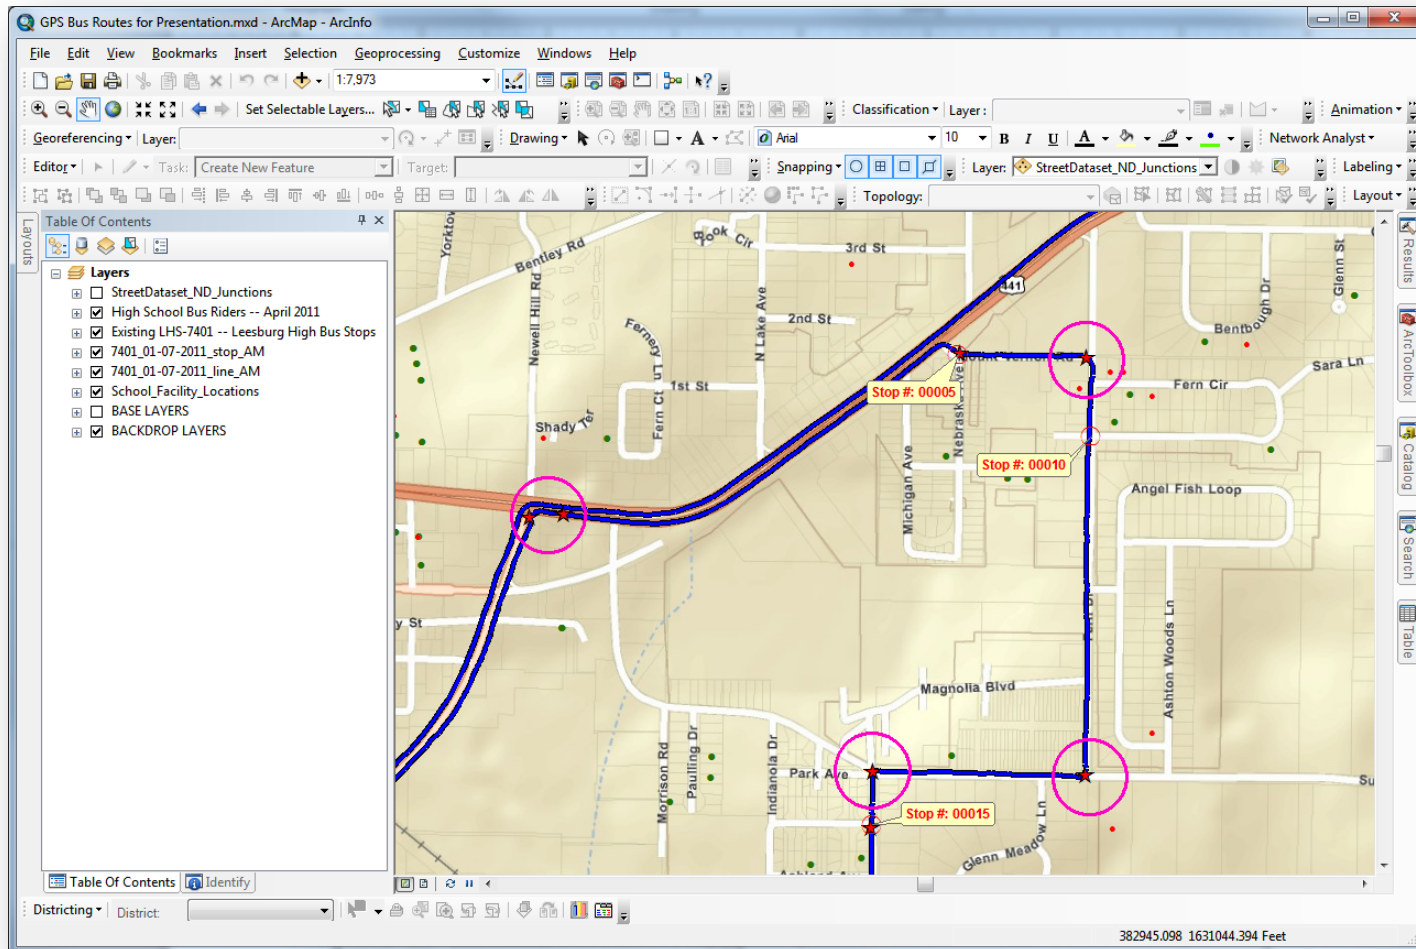 GPS Bus Routes for Presentation.mxd - ArcMap - ArcInfo
File Edit View Bookmarks Insert Selection Geoprocessing Customize Windows Help
1:7,973
Set Selectable Layers... Classification Layer: Animation
Georeferencing Layer: Drawing A Arial 10 B I U A Network Analyst
Editor Task: Create New Feature Target: Snapping Layer: StreetDataset_ND_Junctions Labeling
Topology: Layout
Layouts
Table Of Contents
Layers
StreetDataset_ND_Junctions
High School Bus Riders -- April 2011
Existing LHS-7401 -- Leesburg High Bus Stops
7401_01-07-2011_stop_AM
7401_01-07-2011_line_AM
School_Facility_Locations
BASE LAYERS
BACKDROP LAYERS
Table Of Contents Identify
Bentley Rd
Newell Hill Rd
Cir
3rd St
N Lake Ave
2nd St
Fernery Ln
Fern Ct
1st St
Shady Ter
441
Glenn St
Bentbough Dr
Sara Ln
Fern Cir
Stop #: 00005
Stop #: 00010
Michigan Ave
Angel Fish Loop
Ashton Woods Ln
Magnolia Blvd
Morrison Rd
Paulling Dr
Indianola Dr
Park Ave
Stop #: 00015
Glenn Meadow Ln
Su
Results
ArcToolbox
Catalog
Search
Table
Districting District:
382945.098 1631044.394 Feet